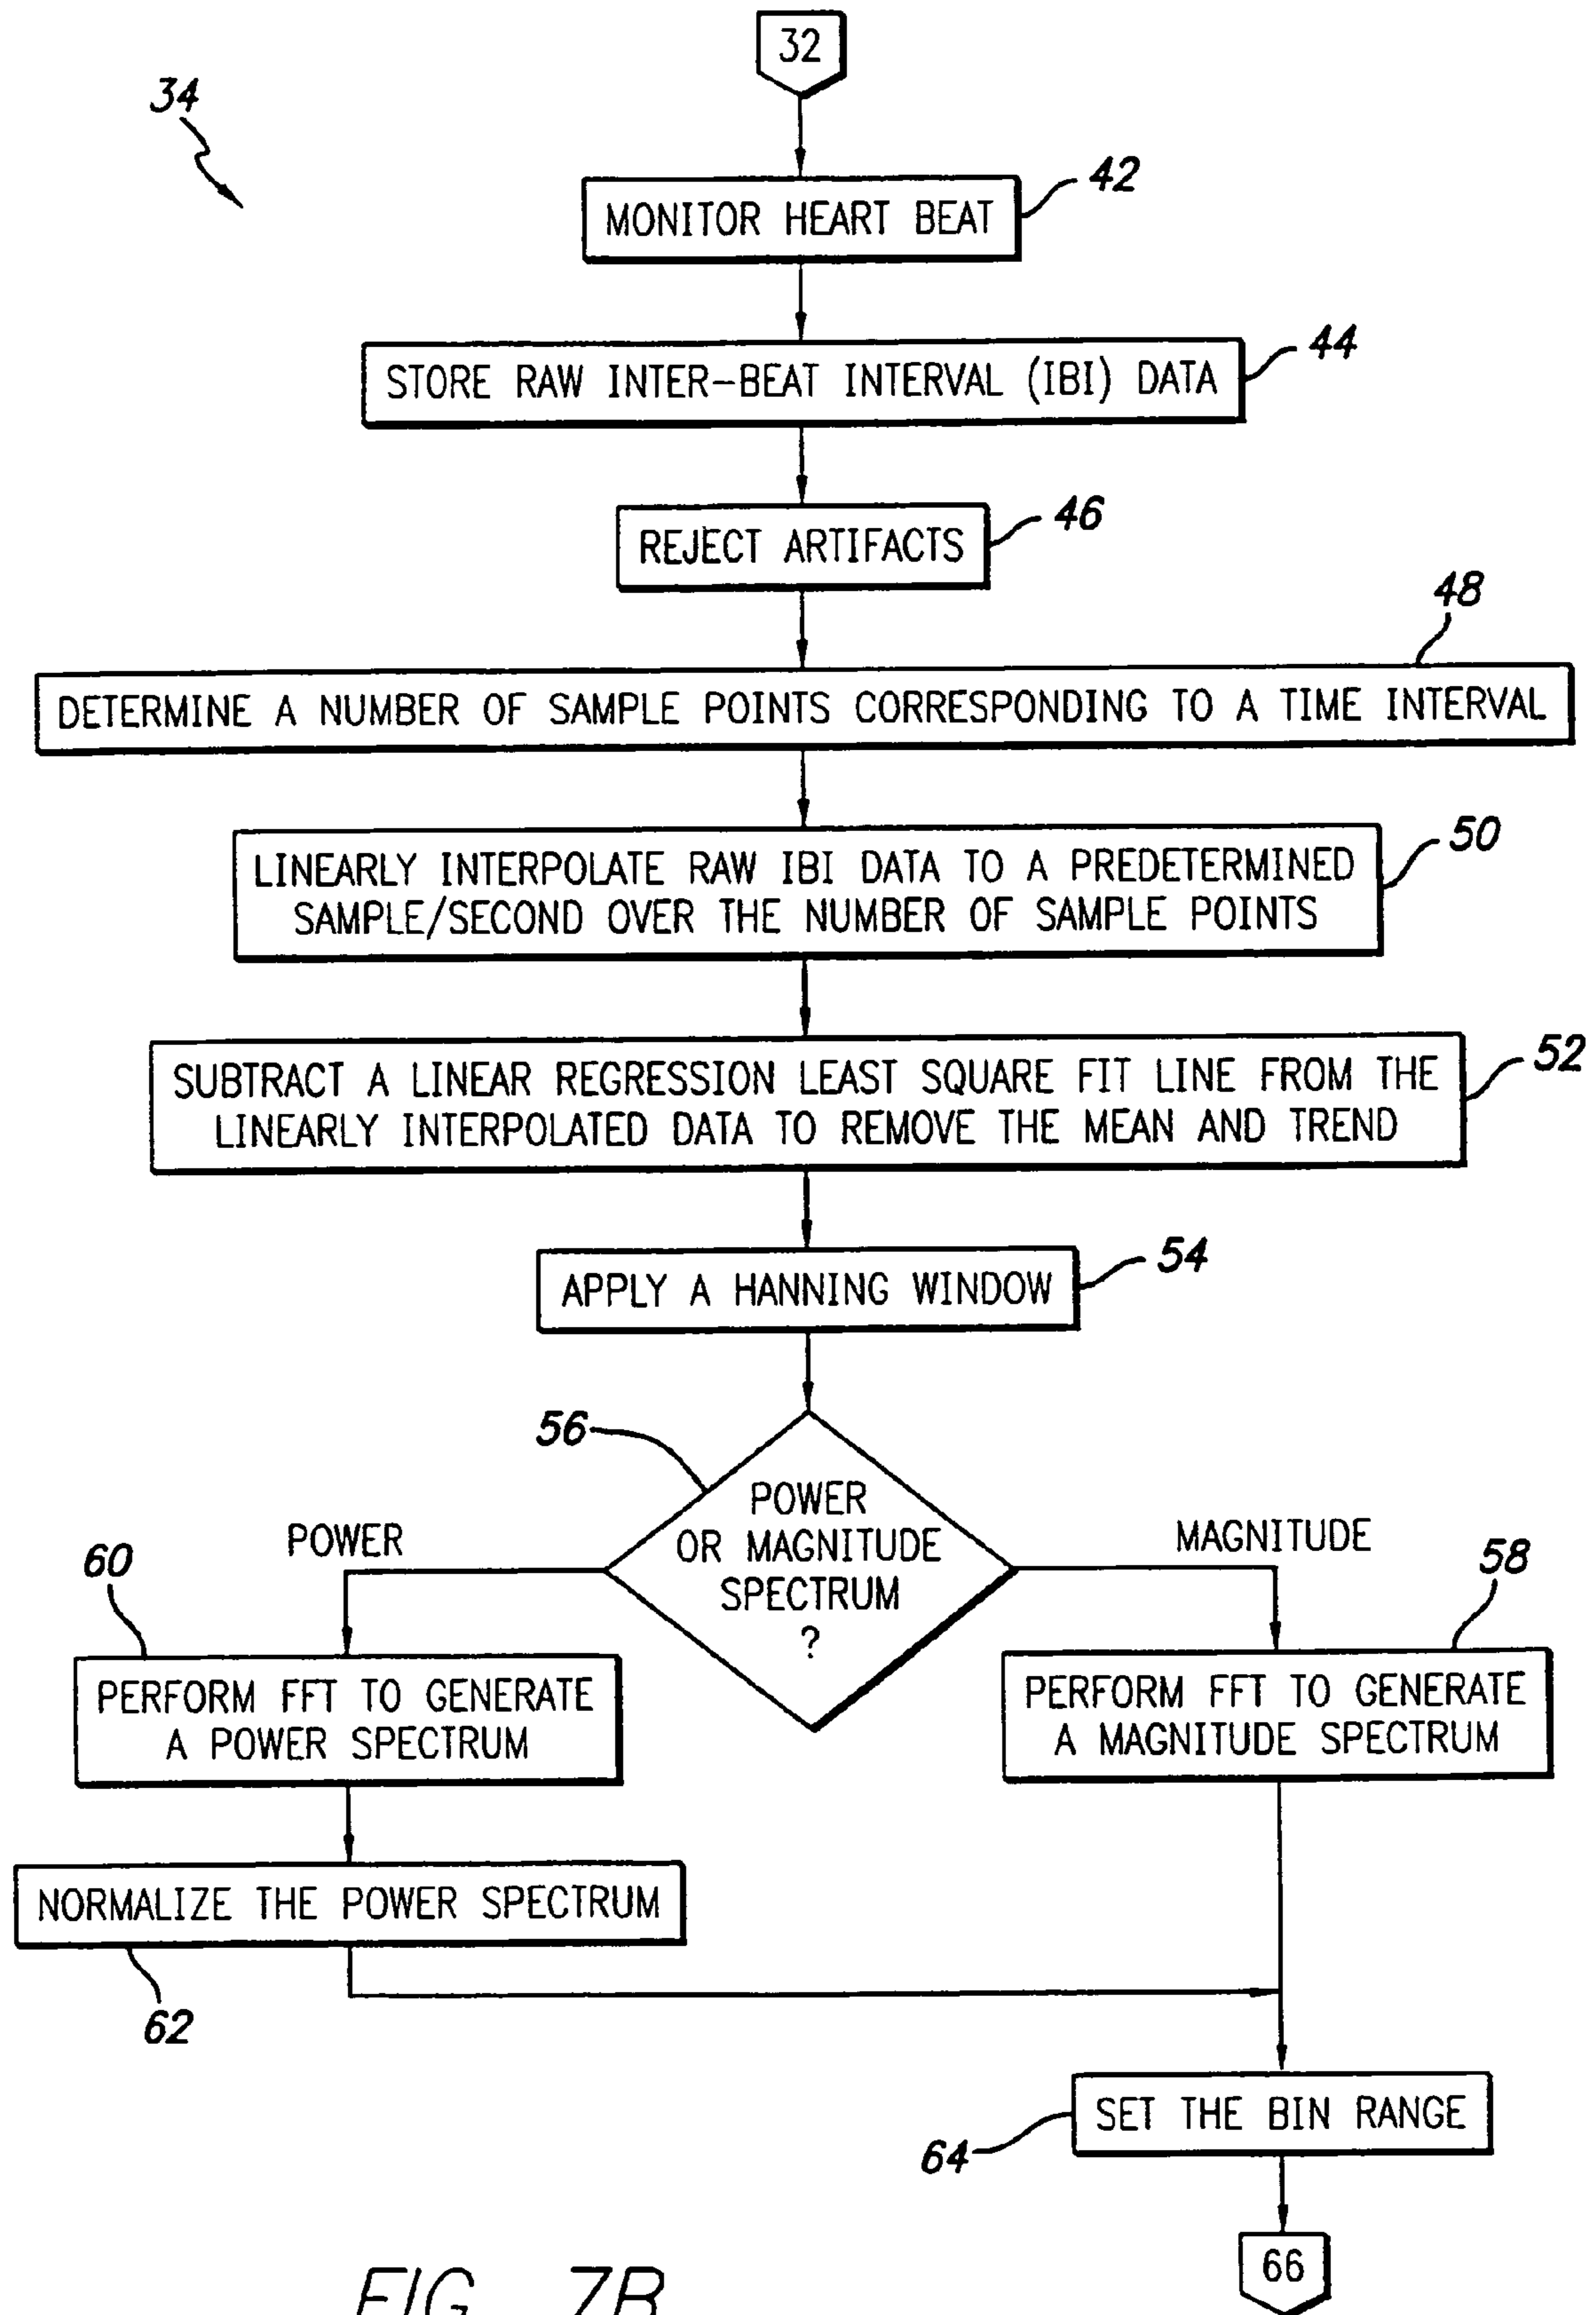 32
34
MONITOR HEART BEAT
42
STORE RAW INTER-BEAT INTERVAL (IBI) DATA
44
REJECT ARTIFACTS
46
48
DETERMINE A NUMBER OF SAMPLE POINTS CORRESPONDING TO A TIME INTERVAL
LINEARLY INTERPOLATE RAW IBI DATA TO A PREDETERMINED
SAMPLE/SECOND OVER THE NUMBER OF SAMPLE POINTS
50
SUBTRACT A LINEAR REGRESSION LEAST SQUARE FIT LINE FROM THE
LINEARLY INTERPOLATED DATA TO REMOVE THE MEAN AND TREND
52
APPLY A HANNING WINDOW
54
56
POWER
OR MAGNITUDE
SPECTRUM
?
POWER
MAGNITUDE
60
58
PERFORM FFT TO GENERATE
A POWER SPECTRUM
PERFORM FFT TO GENERATE
A MAGNITUDE SPECTRUM
NORMALIZE THE POWER SPECTRUM
62
SET THE BIN RANGE
64
66
FIG. 7B